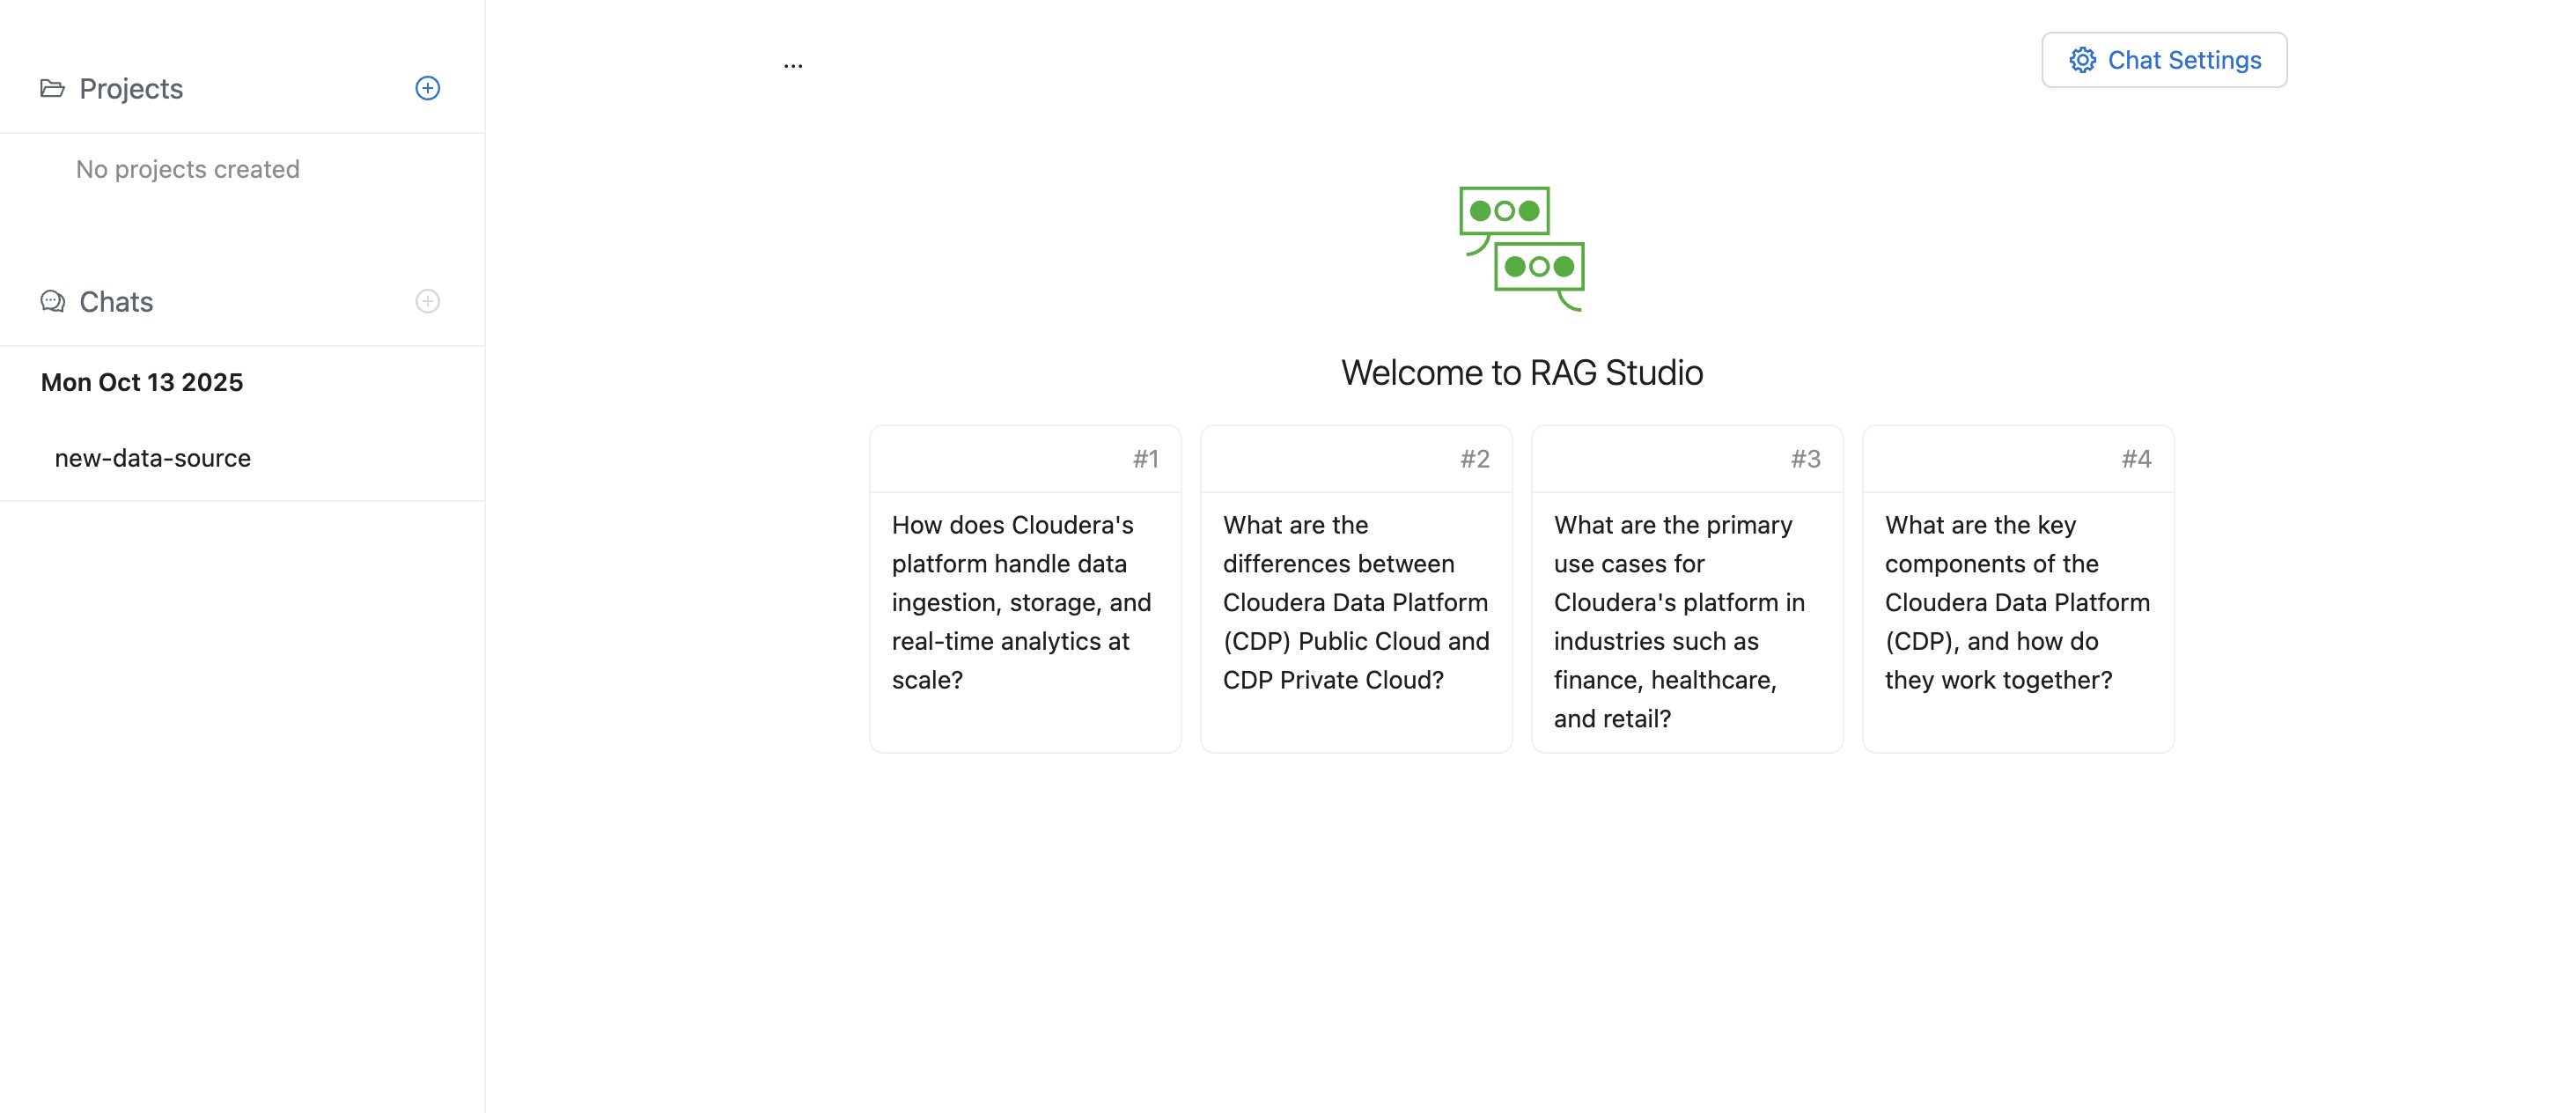 Projects
No projects created
Chats
Mon Oct 13 2025
new-data-source
...
Chat Settings
Welcome to RAG Studio
#1
How does Cloudera's
platform handle data
ingestion, storage, and
real-time analytics at
scale?
#2
What are the
differences between
Cloudera Data Platform
(CDP) Public Cloud and
CDP Private Cloud?
#3
What are the primary
use cases for
Cloudera's platform in
industries such as
finance, healthcare,
and retail?
#4
What are the key
components of the
Cloudera Data Platform
(CDP), and how do
they work together?